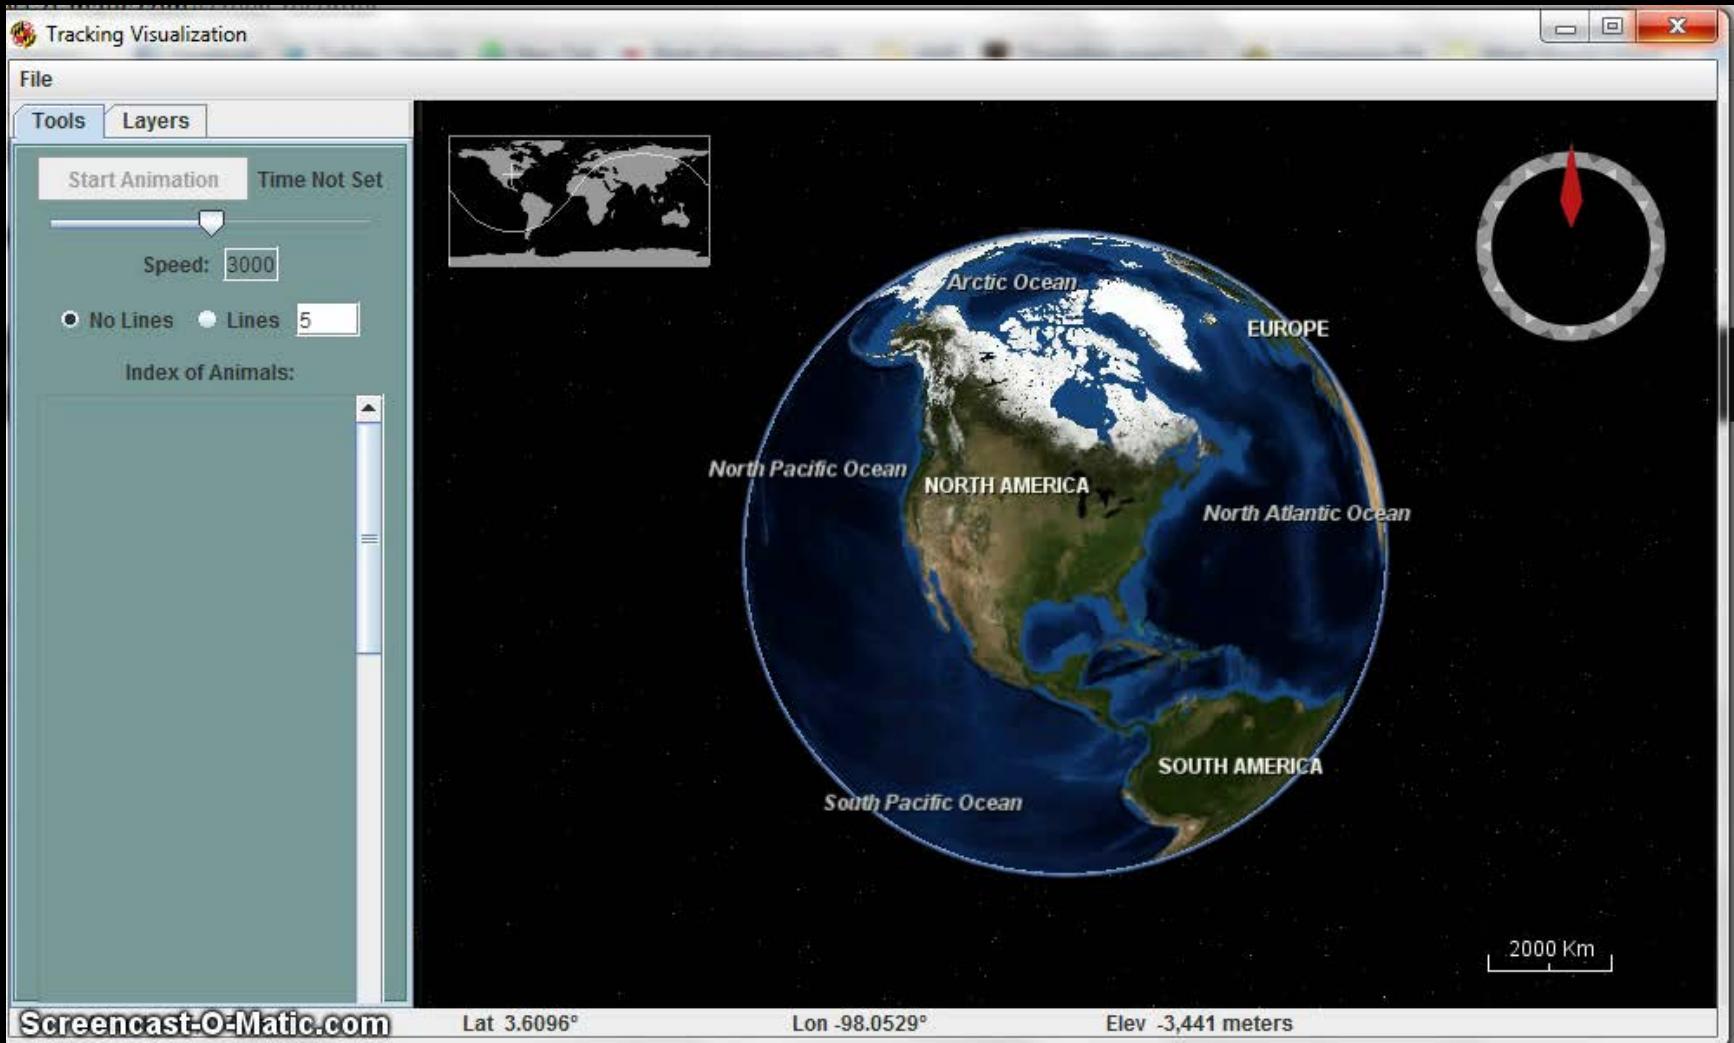 Tracking Visualization
File
Tools Layers
Start Animation Time Not Set
Speed: 3000
No Lines Lines 5
Index of Animals:
Arctic Ocean
EUROPE
North Pacific Ocean
NORTH AMERICA
North Atlantic Ocean
SOUTH AMERICA
South Pacific Ocean
2000 Km
Screencast-O-Matic.com
Lat 3.6096° Lon -98.0529° Elev -3,441 meters